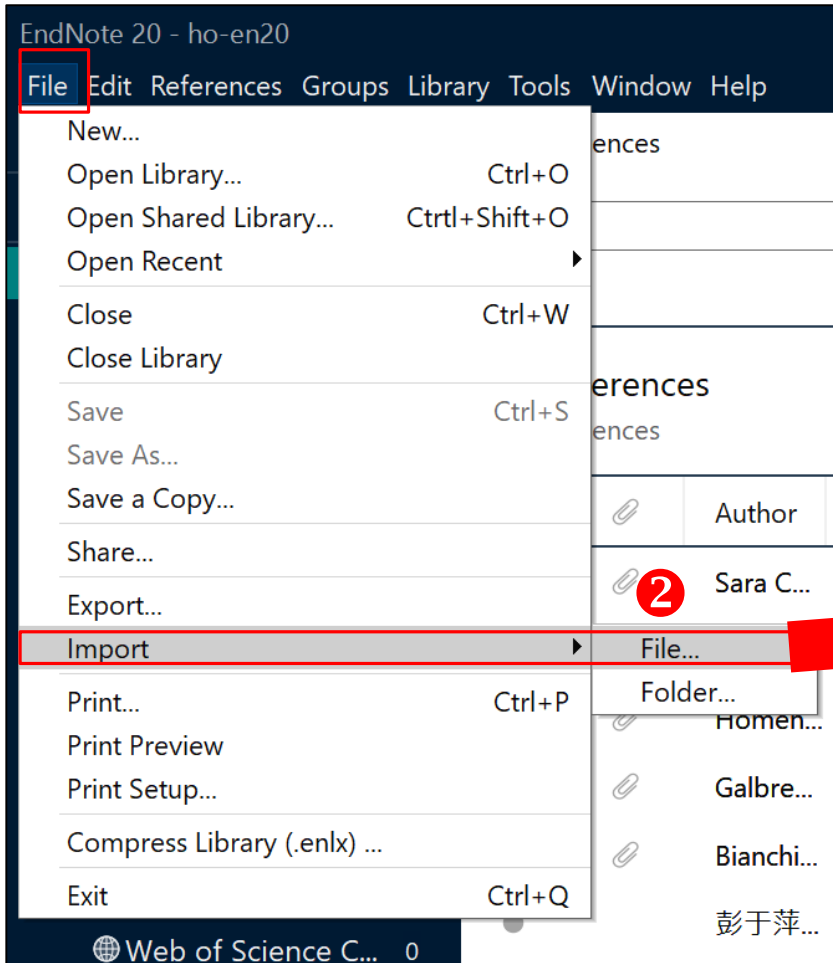 EndNote 20 - ho-en20
File Edit References Groups Library Tools Window Help
New...
ences
Open Library... Ctrl+O
Open Shared Library... Ctrtl+Shift+O
Open Recent
Close Ctrl+W
Close Library
erences
Save Ctrl+S
ences
Save As...
Save a Copy...
Author
Share...
2 Sara C...
Export...
Import File...
Print... Ctrl+P Folder...
Homen...
Print Preview
Print Setup... Galbre...
Compress Library (.enlx) ...
Bianchi...
Exit Ctrl+Q
彭于萍...
Web of Science C... 0